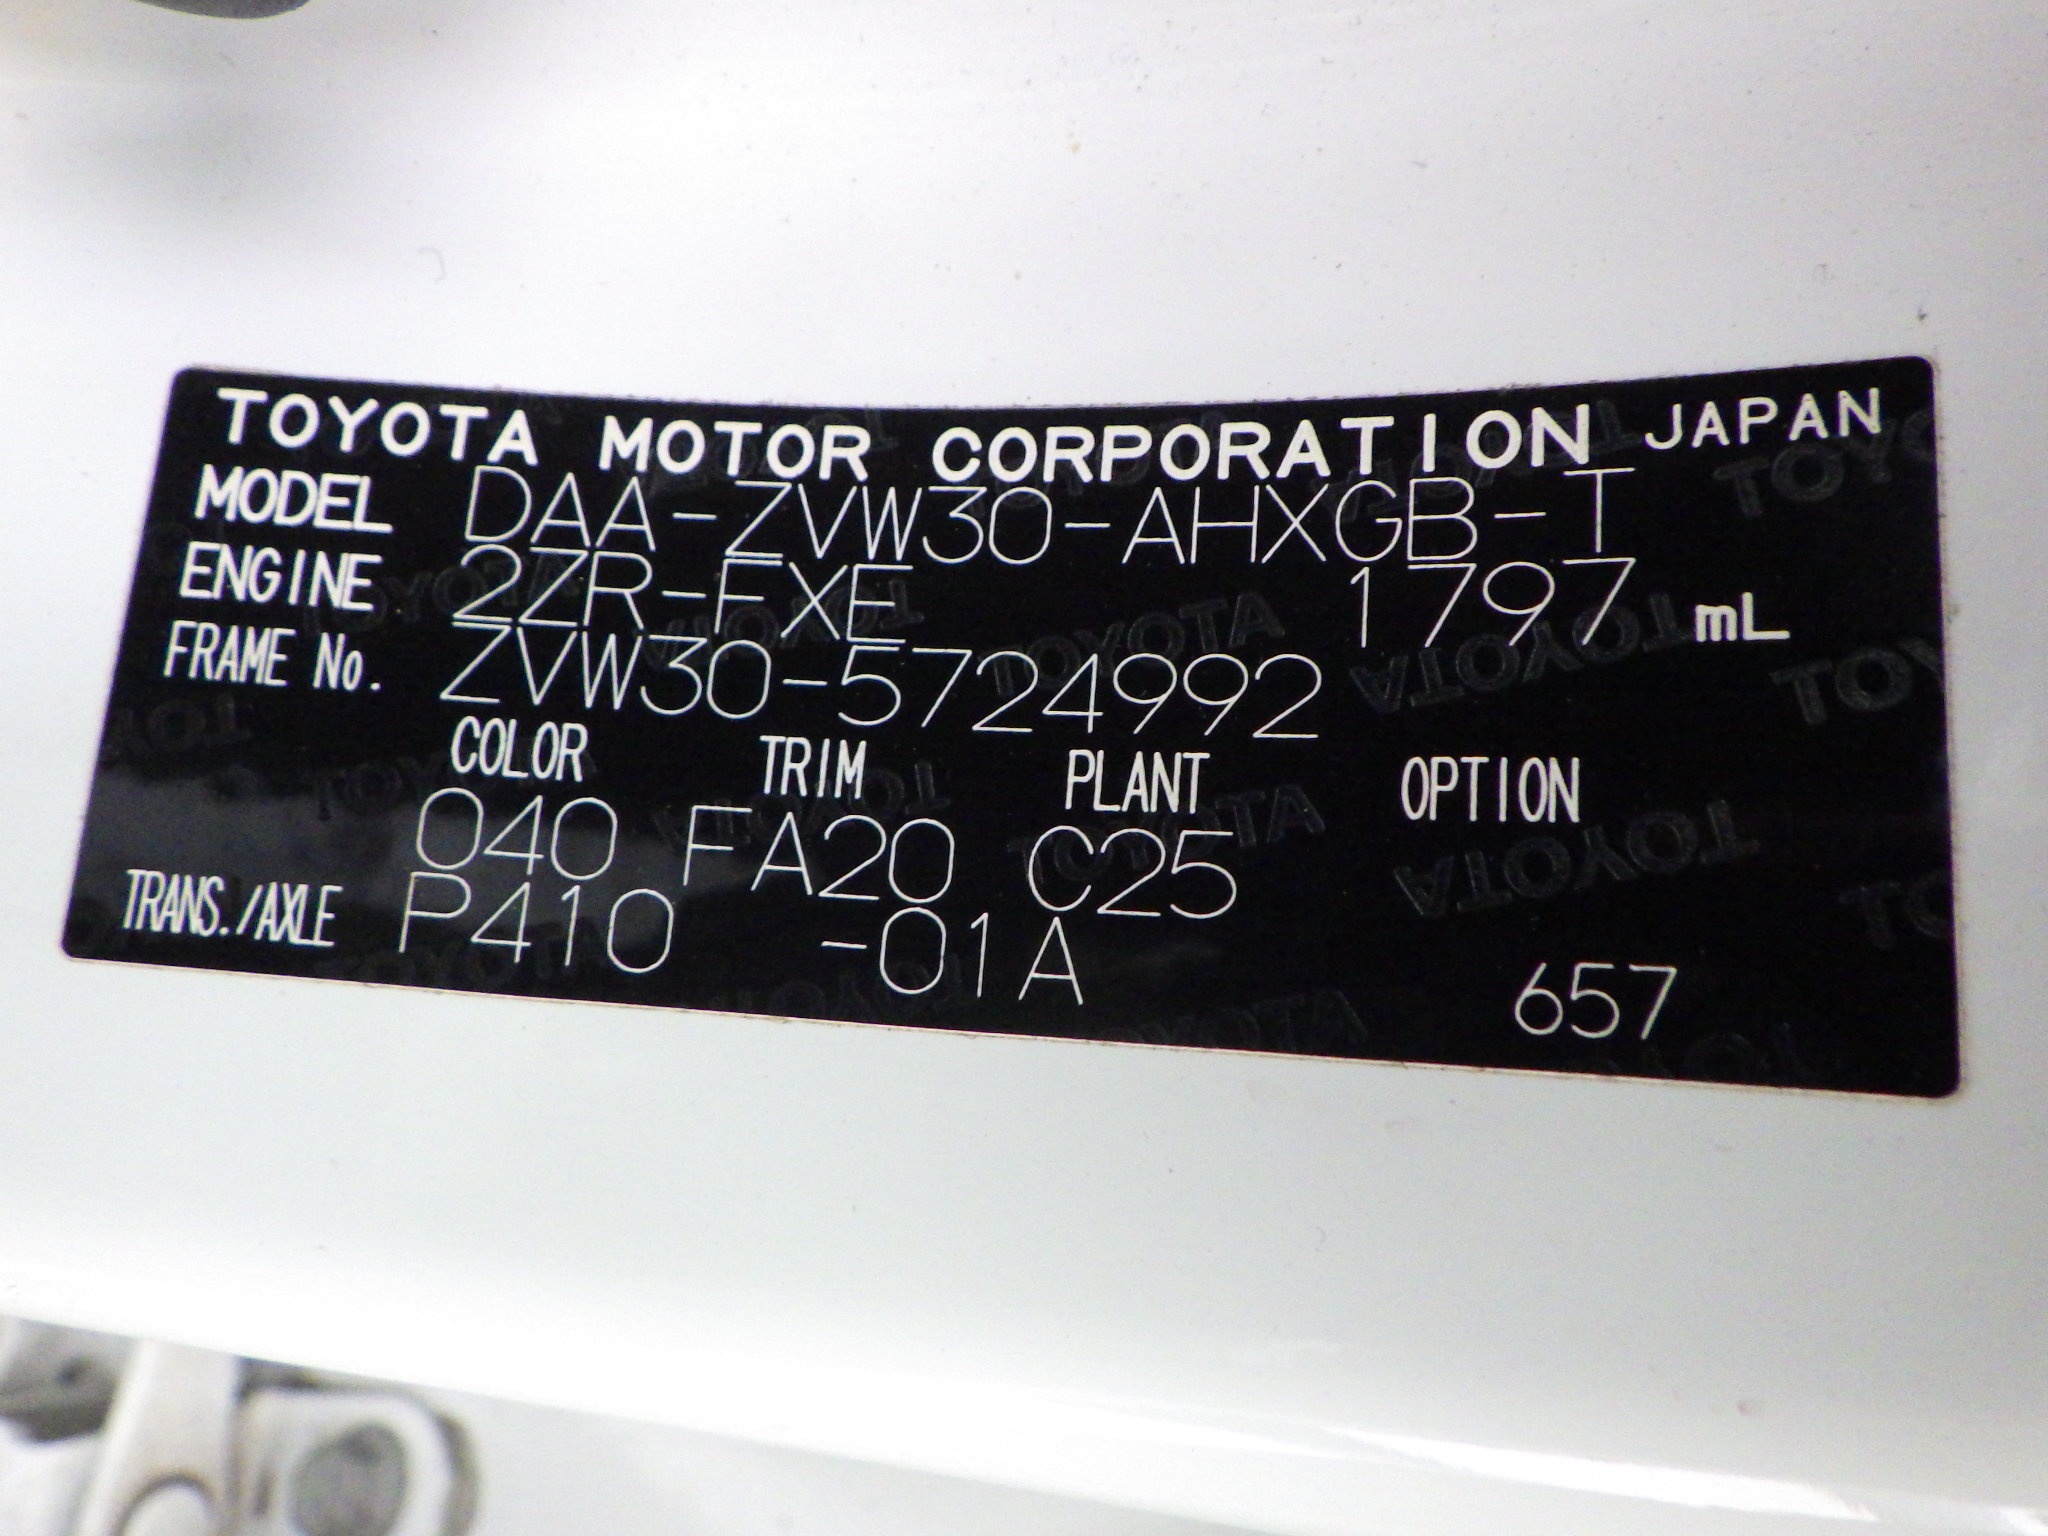 TOYOTA MOTOR CORPORATION JAPAN
MODEL DAA-ZVW30-AHXGB-T
ENGINE 2ZR-FXE 1797 mL
FRAME No. ZVW30-5724992
COLOR TRIM PLANT OPTION
040 FA20 C25
TRANS./AXLE P410 -01A
657